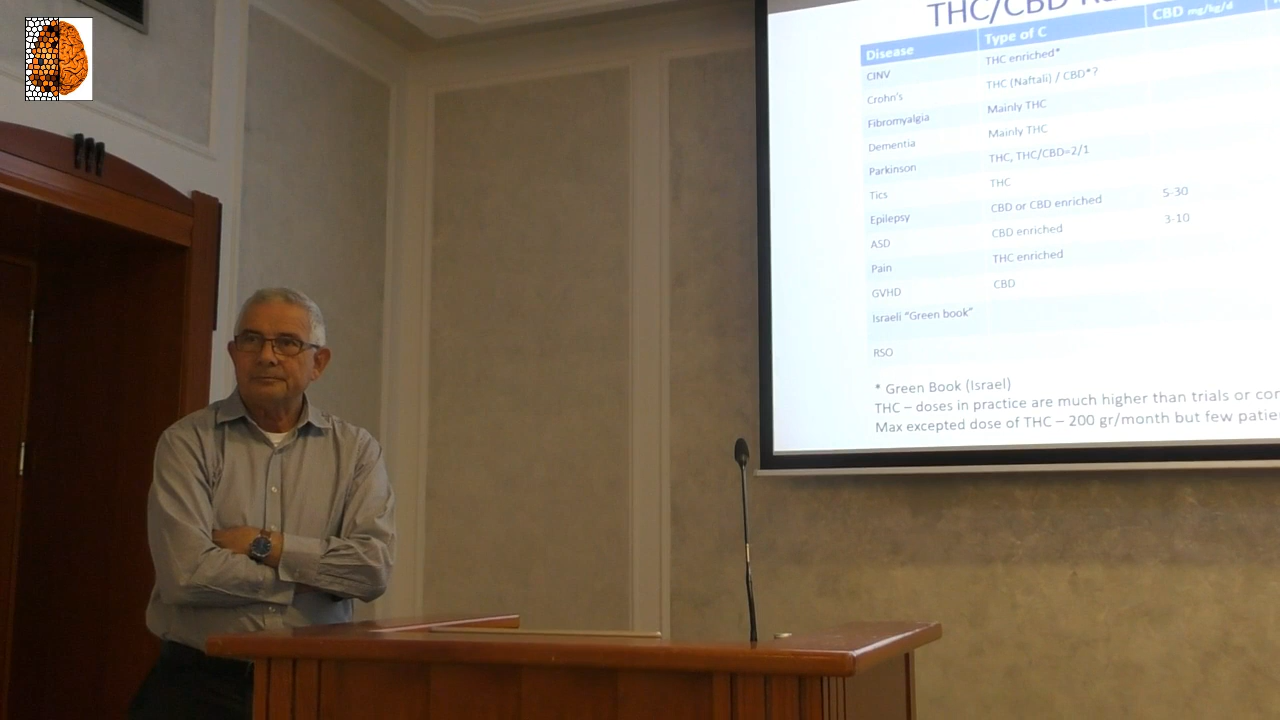 THC/CBD
Disease Type of C CBD mg/kg/d
CINV THC enriched*
Crohn's THC (Naftali) / CBD*?
Fibromyalgia Mainly THC
Dementia Mainly THC
Parkinson THC, THC/CBD=2/1
Tics THC
Epilepsy CBD or CBD enriched 5-30
ASD CBD enriched 3-10
Pain THC enriched
GVHD CBD
Israeli "Green book"
RSO
* Green Book (Israel)
THC – doses in practice are much higher than trials or
Max excepted dose of THC – 200 gr/month but few